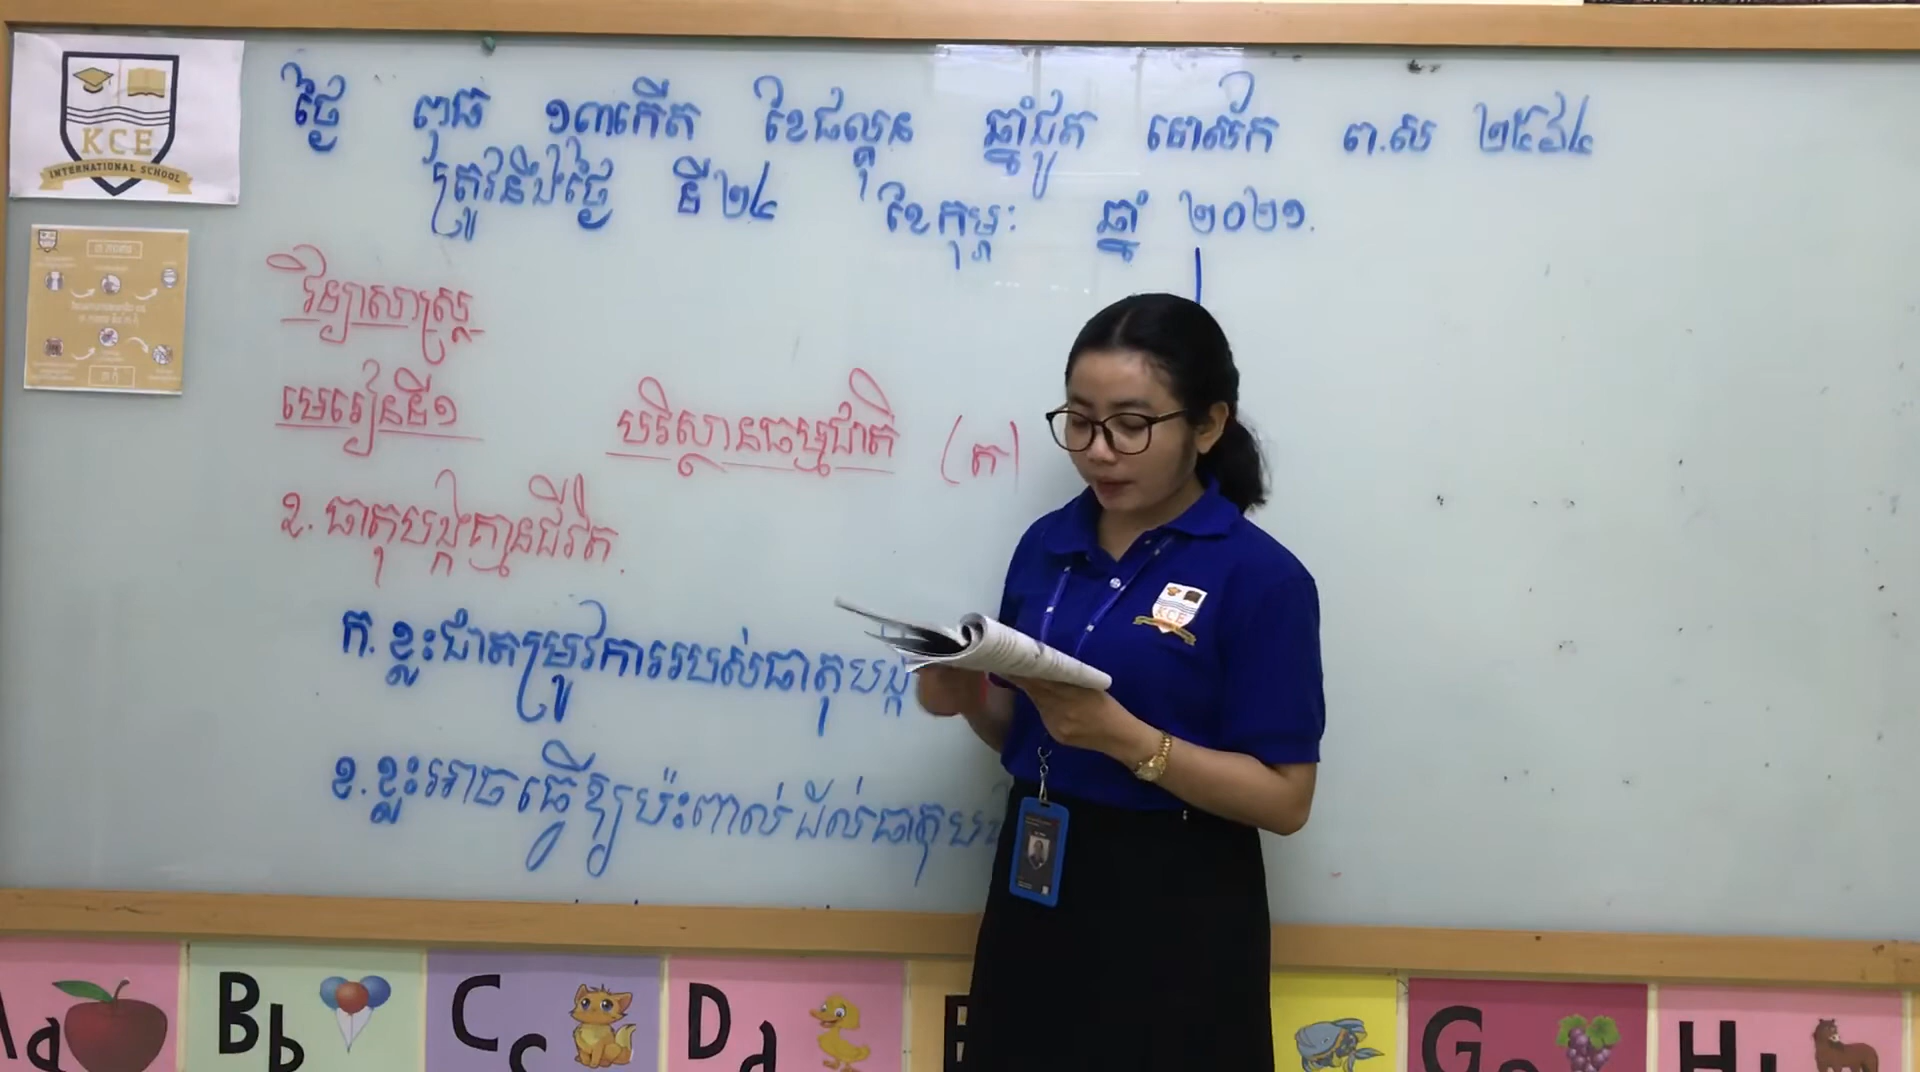 KCE
INTERNATIONAL SCHOOL
ថ្ងៃ ពុធ ១៣កើត ខែផល្គុន ឆ្នាំជូត ទោស័ក ព.ស ២៥៦៤
ត្រូវនឹងថ្ងៃ ទី២៤ ខែកុម្ភៈ ឆ្នាំ ២០២១.
វិទ្យាសាស្ត្រ
មេរៀនទី១ បរិស្ថានធម្មជាតិ (ត)
២. ធាតុបង្កគ្មានជីវិត.
ក. ខ្លះជាតម្រូវការរបស់ធាតុបង្ក
ខ. ខ្លះអាចធ្វើឱ្យប៉ះពាល់ដល់ធាតុប
KCE
Bb
Cc
Dd